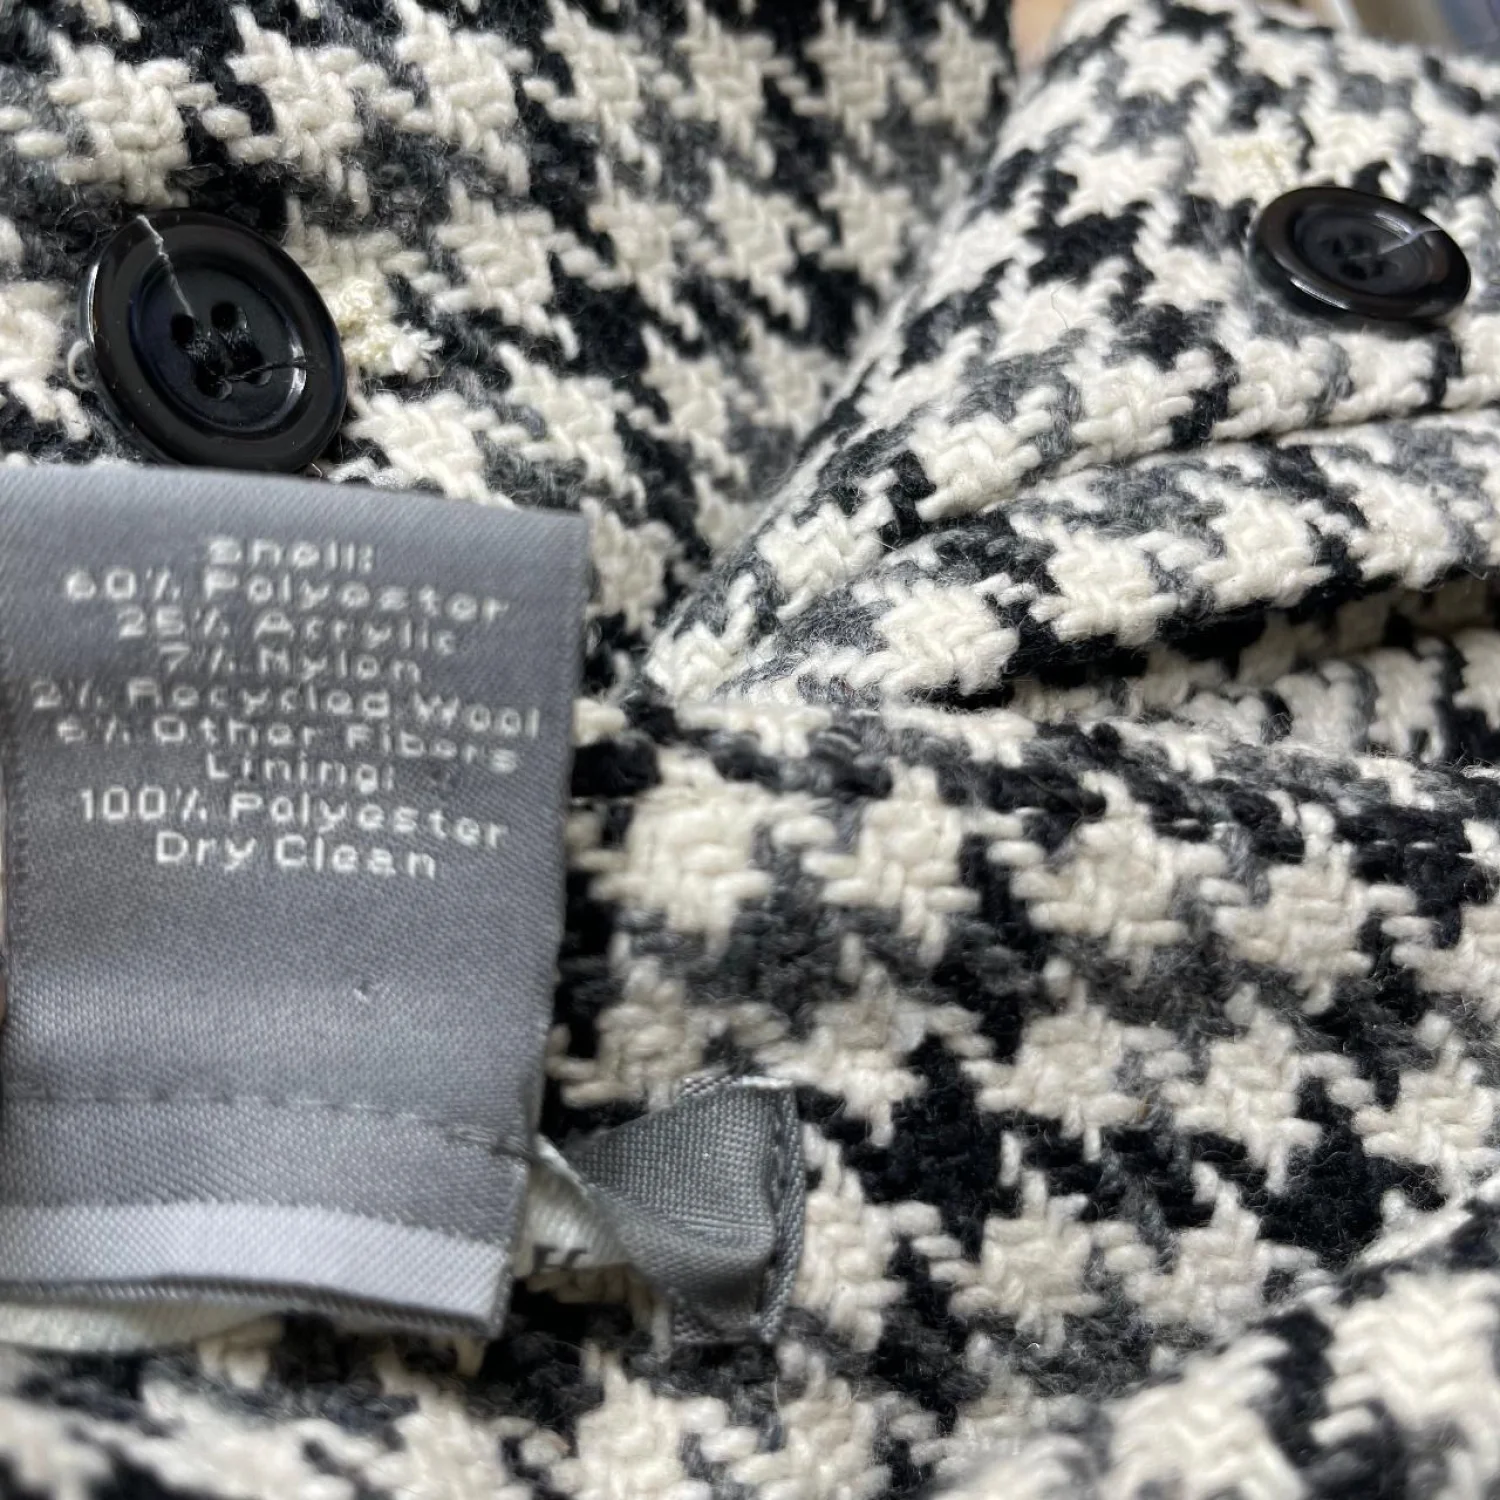 Shell:
60% Polyester
25% Acrylic
7% Nylon
2% Recycled Wool
6% Other Fibers
Lining:
100% Polyester
Dry Clean